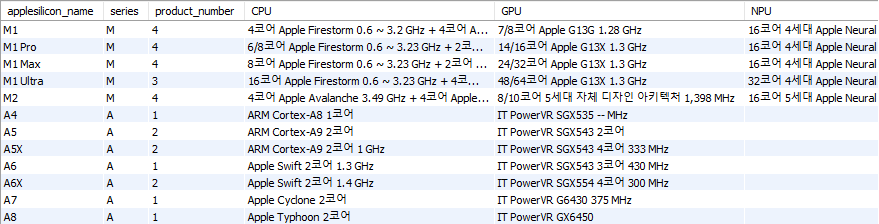 applesilicon_name series product_number CPU GPU NPU
M1 M 4 4코어 Apple Firestorm 0.6 ~ 3.2 GHz + 4코어 A... 7/8코어 Apple G13G 1.28 GHz 16코어 4세대 Apple Neural
M1 Pro M 4 6/8코어 Apple Firestorm 0.6 ~ 3.23 GHz + 2코... 14/16코어 Apple G13X 1.3 GHz 16코어 4세대 Apple Neural
M1 Max M 4 8코어 Apple Firestorm 0.6 ~ 3.23 GHz + 2코어 ... 24/32코어 Apple G13X 1.3 GHz 16코어 4세대 Apple Neural
M1 Ultra M 3 16코어 Apple Firestorm 0.6 ~ 3.23 GHz + 4코... 48/64코어 Apple G13X 1.3 GHz 32코어 4세대 Apple Neural
M2 M 4 4코어 Apple Avalanche 3.49 GHz + 4코어 Apple... 8/10코어 5세대 자체 디자인 아키텍처 1,398 MHz 16코어 5세대 Apple Neural
A4 A 1 ARM Cortex-A8 1코어 IT PowerVR SGX535 -- MHz
A5 A 2 ARM Cortex-A9 2코어 IT PowerVR SGX543 2코어
A5X A 2 ARM Cortex-A9 2코어 1 GHz IT PowerVR SGX543 4코어 333 MHz
A6 A 1 Apple Swift 2코어 1.3 GHz IT PowerVR SGX543 3코어 430 MHz
A6X A 2 Apple Swift 2코어 1.4 GHz IT PowerVR SGX554 4코어 300 MHz
A7 A 1 Apple Cyclone 2코어 IT PowerVR G6430 375 MHz
A8 A 1 Apple Typhoon 2코어 IT PowerVR GX6450